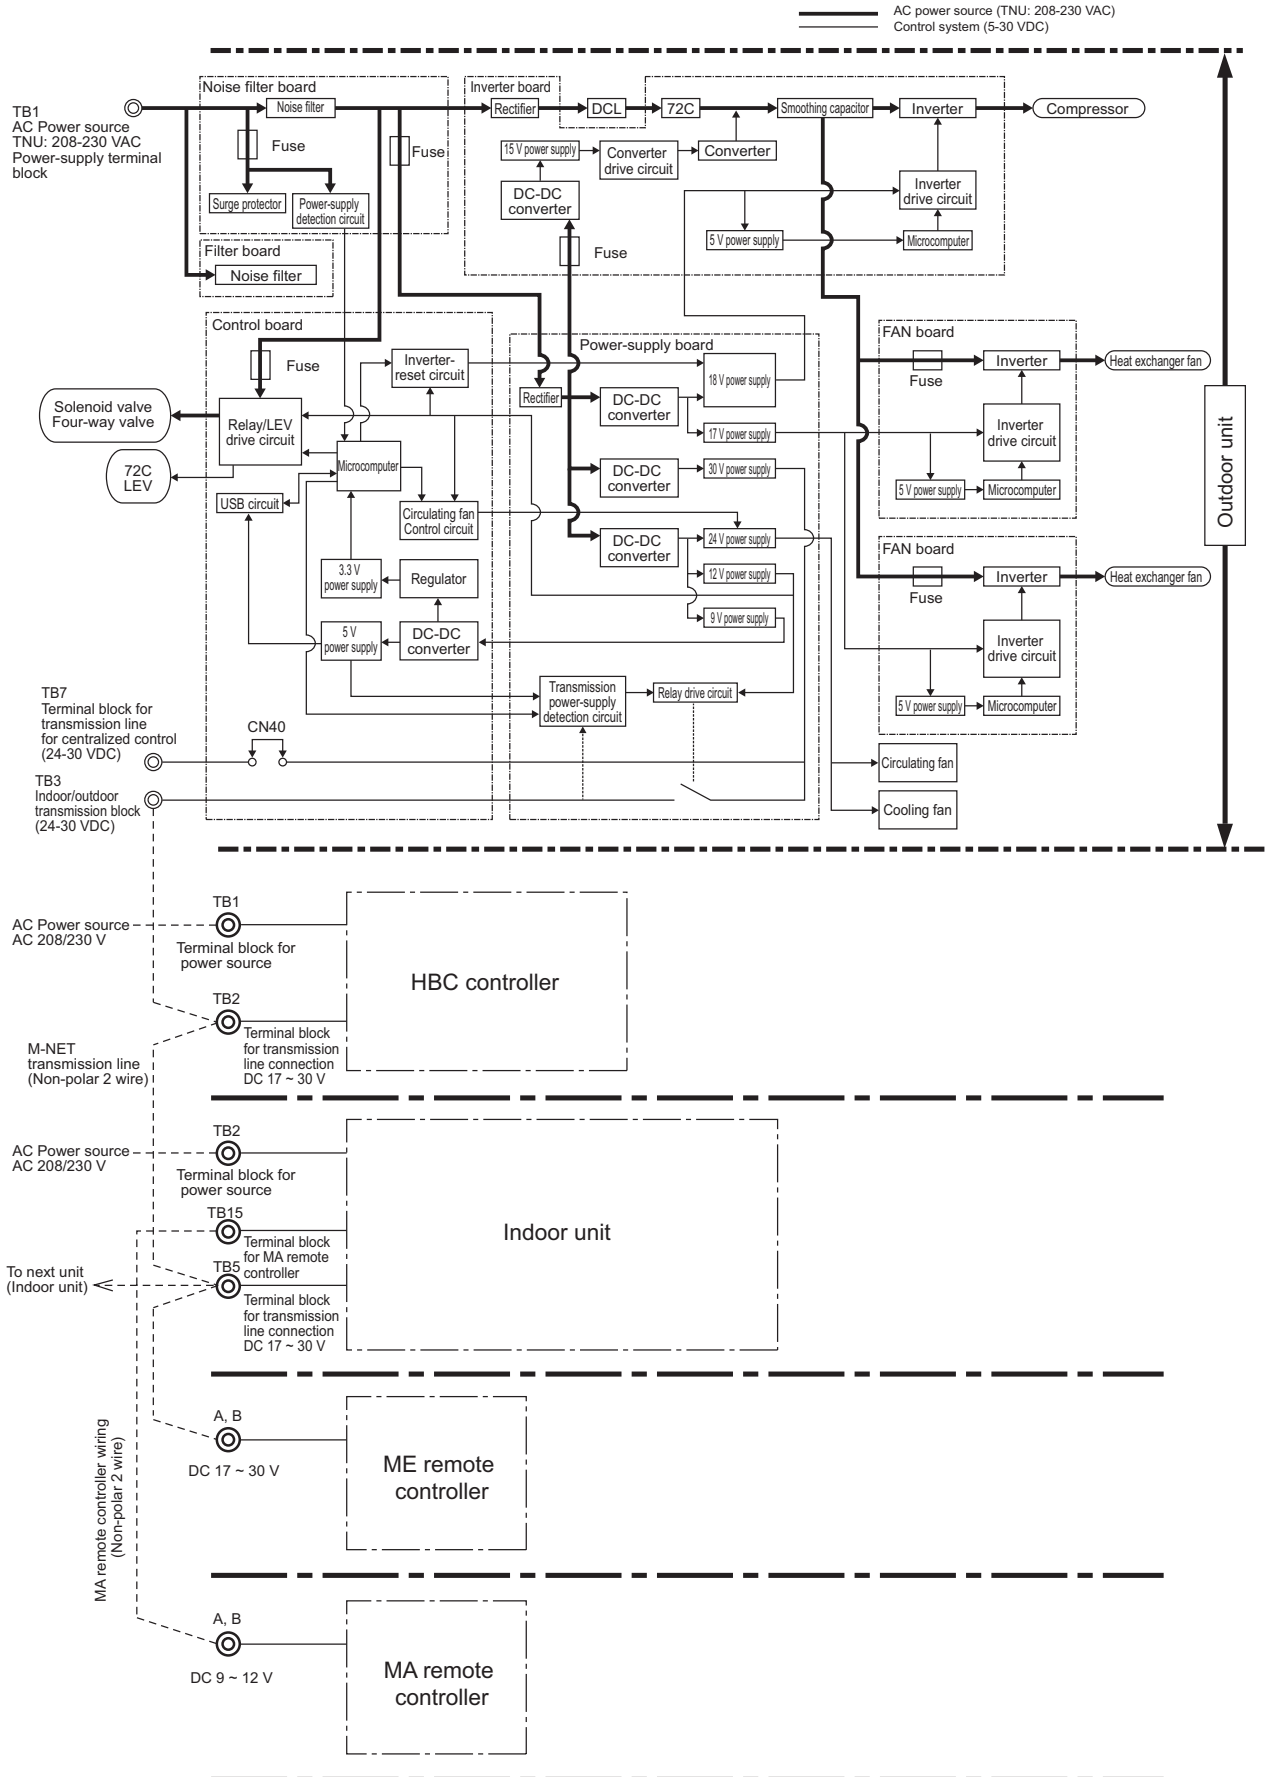 AC power source (TNU: 208-230 VAC)
Control system (5-30 VDC)
Noise filter board
Inverter board
TB1
AC Power source
TNU: 208-230 VAC
Power-supply terminal
block
Noise filter
Rectifier
DCL
72C
Smoothing capacitor
Inverter
Compressor
Fuse
Fuse
15 V power supply
Converter
drive circuit
Converter
DC-DC
converter
Inverter
drive circuit
Surge protector
Power-supply
detection circuit
5 V power supply
Microcomputer
Fuse
Filter board
Noise filter
Control board
Power-supply board
FAN board
Fuse
Inverter-
reset circuit
18 V power supply
Inverter
Heat exchanger fan
Fuse
Solenoid valve
Four-way valve
Relay/LEV
drive circuit
Rectifier
DC-DC
converter
17 V power supply
Inverter
drive circuit
72C
LEV
Microcomputer
DC-DC
converter
30 V power supply
5 V power supply
Microcomputer
USB circuit
Circulating fan
Control circuit
Outdoor unit
DC-DC
converter
24 V power supply
FAN board
3.3 V
power supply
Regulator
12 V power supply
Inverter
Heat exchanger fan
Fuse
9 V power supply
5 V
power supply
DC-DC
converter
Inverter
drive circuit
TB7
Terminal block for
transmission line
for centralized control
(24-30 VDC)
Transmission
power-supply
detection circuit
Relay drive circuit
5 V power supply
Microcomputer
CN40
Circulating fan
TB3
Indoor/outdoor
transmission block
(24-30 VDC)
Cooling fan
TB1
AC Power source
AC 208/230 V
Terminal block for
power source
HBC controller
TB2
Terminal block
for transmission
line connection
DC 17 ~ 30 V
M-NET
transmission line
(Non-polar 2 wire)
TB2
AC Power source
AC 208/230 V
Terminal block for
power source
TB15
Indoor unit
Terminal block
for MA remote
controller
TB5
To next unit
(Indoor unit)
Terminal block
for transmission
line connection
DC 17 ~ 30 V
MA remote controller wiring
(Non-polar 2 wire)
A, B
DC 17 ~ 30 V
ME remote
controller
A, B
DC 9 ~ 12 V
MA remote
controller